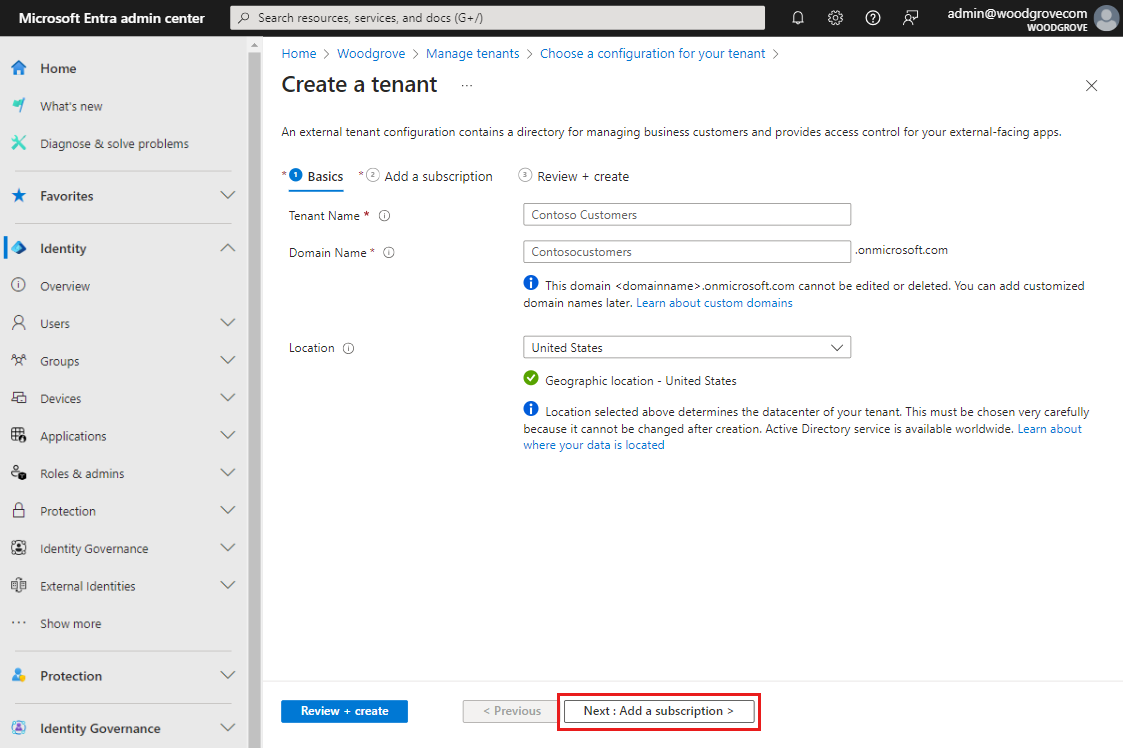 Microsoft Entra admin center
Search resources, services, and docs (G+/)
admin@woodgrovecom
WOODGROVE
Home
What's new
Diagnose & solve problems
Favorites
Identity
Overview
Users
Groups
Devices
Applications
Roles & admins
Protection
Identity Governance
External Identities
Show more
Protection
Identity Governance
Home > Woodgrove > Manage tenants > Choose a configuration for your tenant >
Create a tenant ...
An external tenant configuration contains a directory for managing business customers and provides access control for your external-facing apps.
* 1 Basics * 2 Add a subscription 3 Review + create
Tenant Name *
Contoso Customers
Domain Name *
Contosocustomers
.onmicrosoft.com
This domain <domainname>.onmicrosoft.com cannot be edited or deleted. You can add customized
domain names later. Learn about custom domains
Location
United States
Geographic location - United States
Location selected above determines the datacenter of your tenant. This must be chosen very carefully
because it cannot be changed after creation. Active Directory service is available worldwide. Learn about
where your data is located
Review + create
< Previous
Next : Add a subscription >